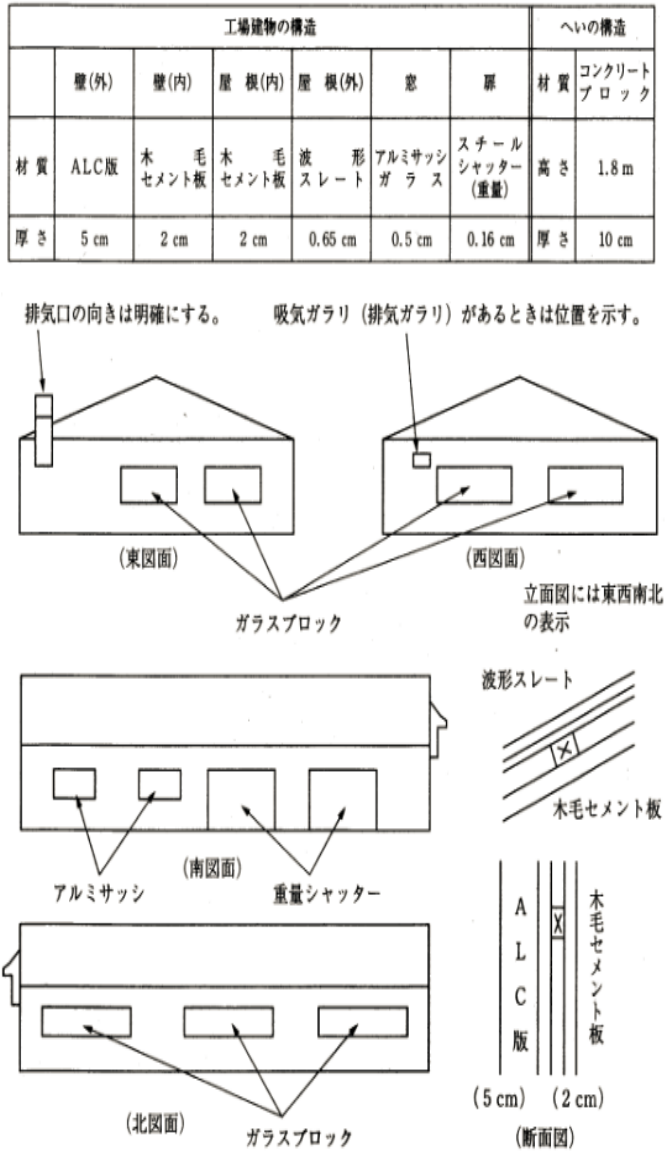 工場建物の構造
へいの構造
壁(外)
壁(内)
屋 根(内)
屋 根(外)
窓
扉
材 質
コンクリート
ブ ロ ッ ク
材 質
ALC版
木 毛
セメント板
木 毛
セメント板
波 形
スレート
アルミサッシ
ガ ラ ス
ス チ ー ル
シャッター
(重量)
高 さ
1.8 m
厚 さ
5 cm
2 cm
2 cm
0.65 cm
0.5 cm
0.16 cm
厚 さ
10 cm
排気口の向きは明確にする。
吸気ガラリ（排気ガラリ）があるときは位置を示す。
(東図面)
(西図面)
ガラスブロック
立面図には東西南北
の表示
波形スレート
木毛セメント板
(南図面)
アルミサッシ
重量シャッター
ALC版
木毛セメント板
(5 cm)
(2 cm)
(断面図)
(北図面)
ガラスブロック